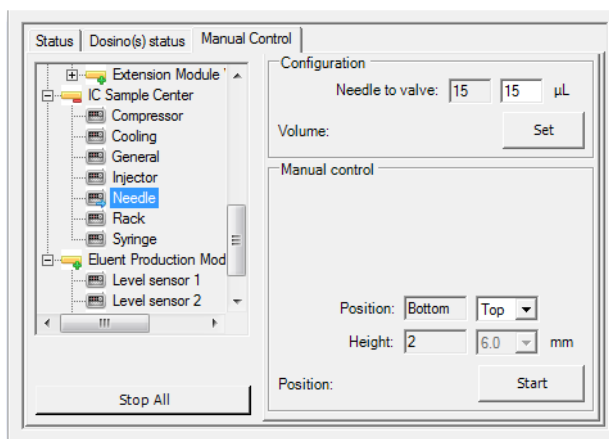 Status
Dosino(s) status
Manual Control
Extension Module '
IC Sample Center
Compressor
Cooling
General
Injector
Needle
Rack
Syringe
Eluent Production Mod
Level sensor 1
Level sensor 2
Stop All
Configuration
Needle to valve: 15 15 µL
Volume: Set
Manual control
Position: Bottom Top
Height: 2 6.0 mm
Position: Start